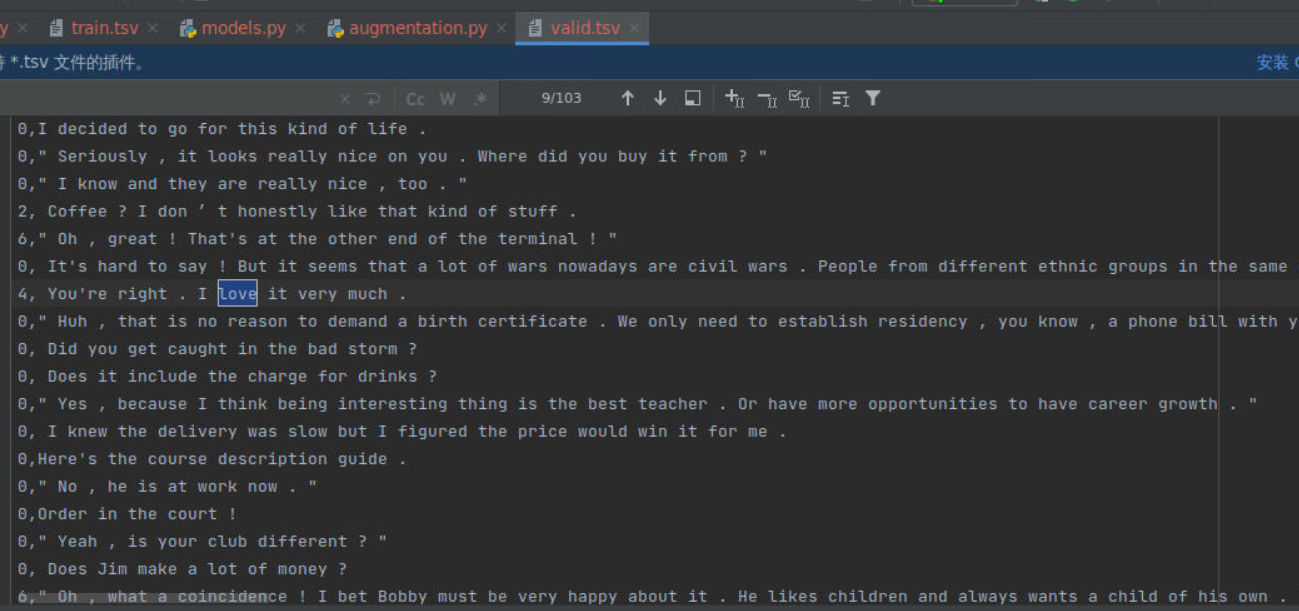 y train.tsv models.py augmentation.py valid.tsv
*.tsv 文件的插件。 安装
Cc W .* 9/103
0,I decided to go for this kind of life .
0," Seriously , it looks really nice on you . Where did you buy it from ? "
0," I know and they are really nice , too . "
2, Coffee ? I don ’ t honestly like that kind of stuff .
6," Oh , great ! That's at the other end of the terminal ! "
0, It's hard to say ! But it seems that a lot of wars nowadays are civil wars . People from different ethnic groups in the same
4, You're right . I love it very much .
0," Huh , that is no reason to demand a birth certificate . We only need to establish residency , you know , a phone bill with y
0, Did you get caught in the bad storm ?
0, Does it include the charge for drinks ?
0," Yes , because I think being interesting thing is the best teacher . Or have more opportunities to have career growth . "
0, I knew the delivery was slow but I figured the price would win it for me .
0,Here's the course description guide .
0," No , he is at work now . "
0,Order in the court !
0," Yeah , is your club different ? "
0, Does Jim make a lot of money ?
6," Oh , what a coincidence ! I bet Bobby must be very happy about it . He likes children and always wants a child of his own .